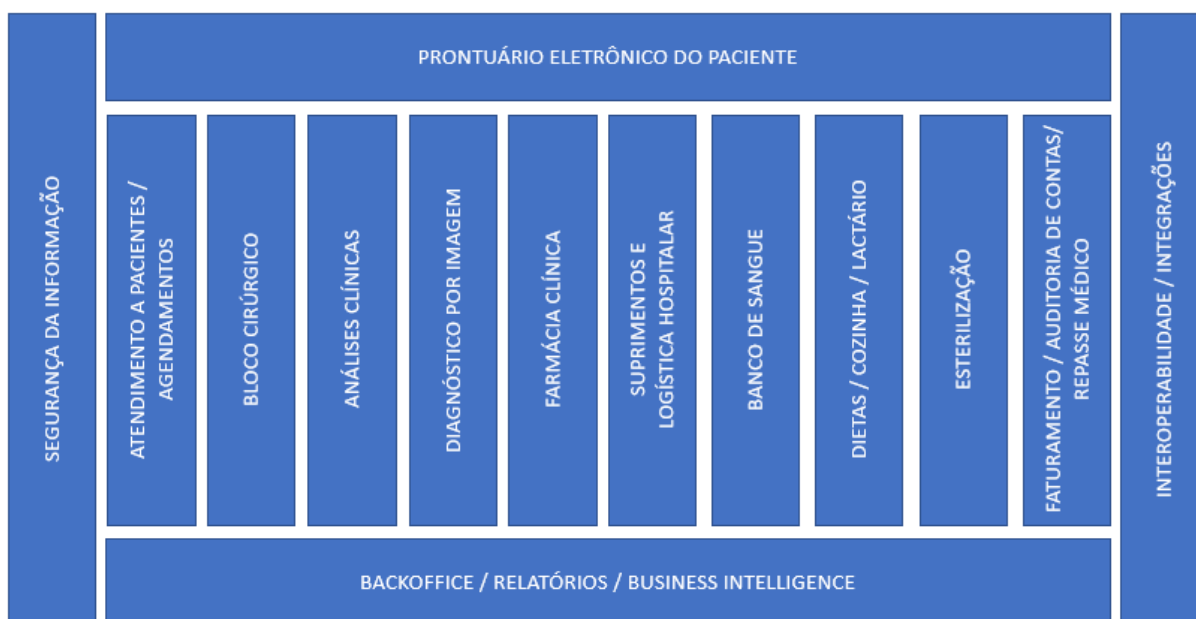 PRONTUÁRIO ELETRÔNICO DO PACIENTE
SEGURANÇA DA INFORMAÇÃO
ATENDIMENTO A PACIENTES /
AGENDAMENTOS
BLOCO CIRÚRGICO
ANÁLISES CLÍNICAS
DIAGNÓSTICO POR IMAGEM
FARMÁCIA CLÍNICA
SUPRIMENTOS E
LOGÍSTICA HOSPITALAR
BANCO DE SANGUE
DIETAS / COZINHA / LACTÁRIO
ESTERILIZAÇÃO
FATURAMENTO / AUDITORIA DE CONTAS/
REPASSE MÉDICO
INTEROPERABILIDADE / INTEGRAÇÕES
BACKOFFICE / RELATÓRIOS / BUSINESS INTELLIGENCE